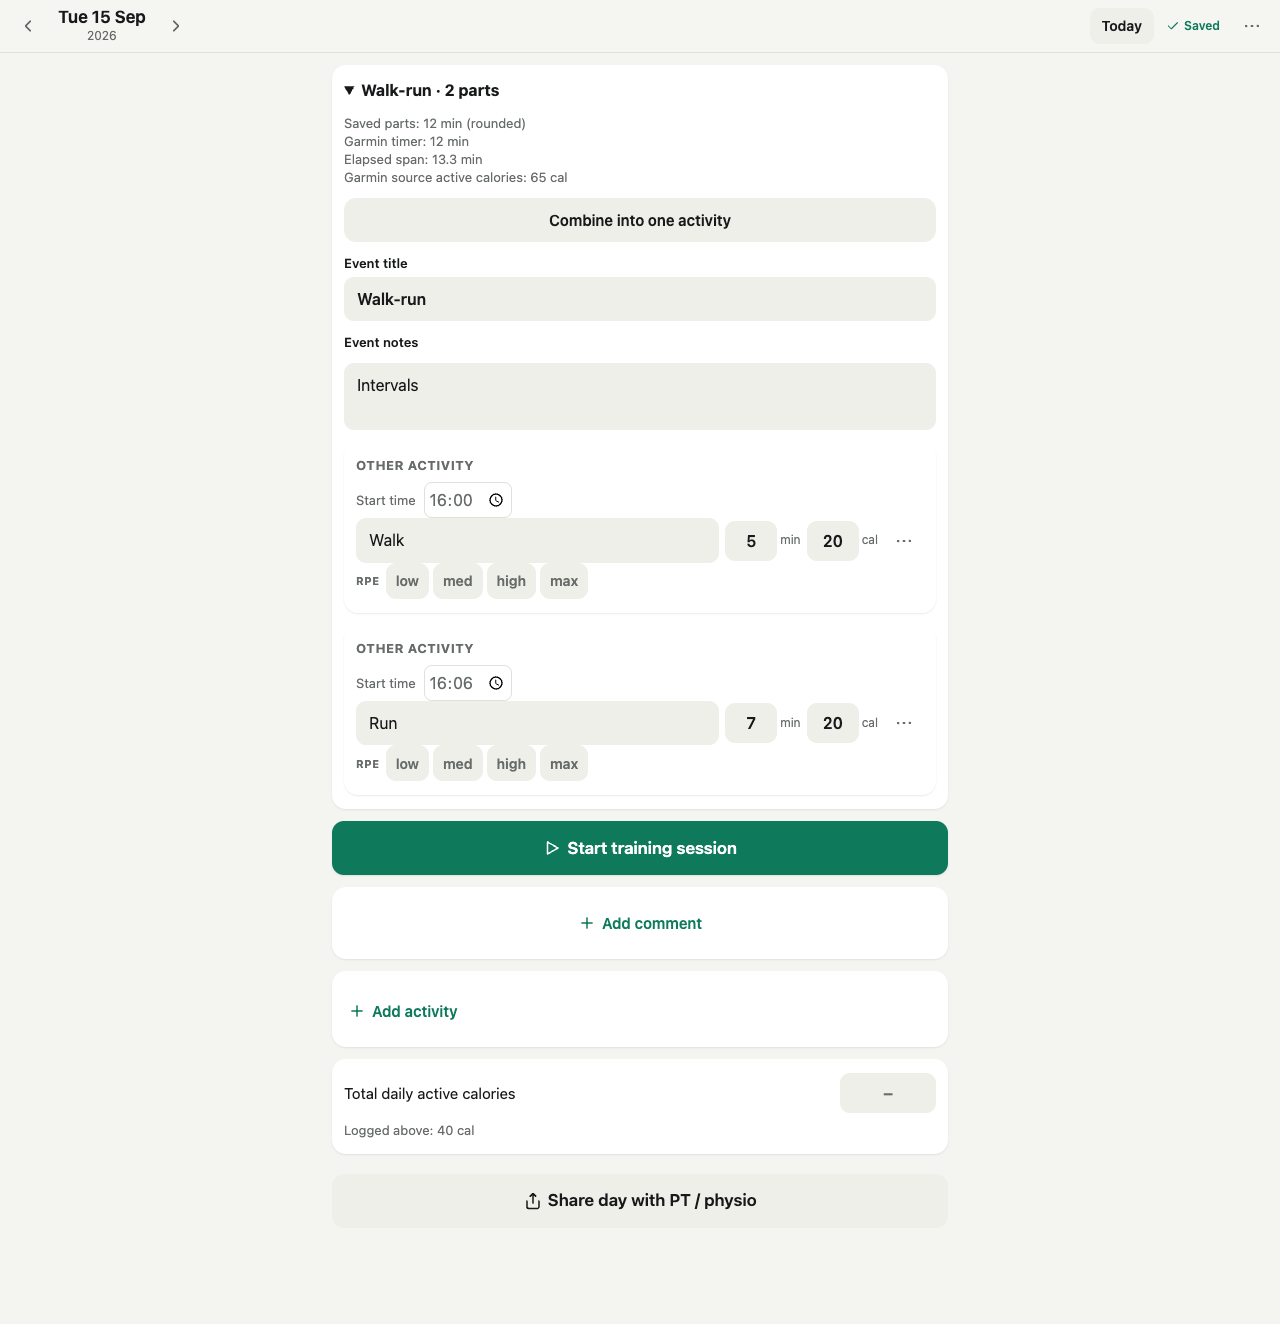 Tue 15 Sep
2026
Today
Saved
Walk-run · 2 parts
Saved parts: 12 min (rounded)
Garmin timer: 12 min
Elapsed span: 13.3 min
Garmin source active calories: 65 cal
Combine into one activity
Event title
Walk-run
Event notes
Intervals
OTHER ACTIVITY
Start time 16:00
Walk 5 min 20 cal ...
RPE low med high max
OTHER ACTIVITY
Start time 16:06
Run 7 min 20 cal ...
RPE low med high max
Start training session
+ Add comment
+ Add activity
Total daily active calories –
Logged above: 40 cal
Share day with PT / physio